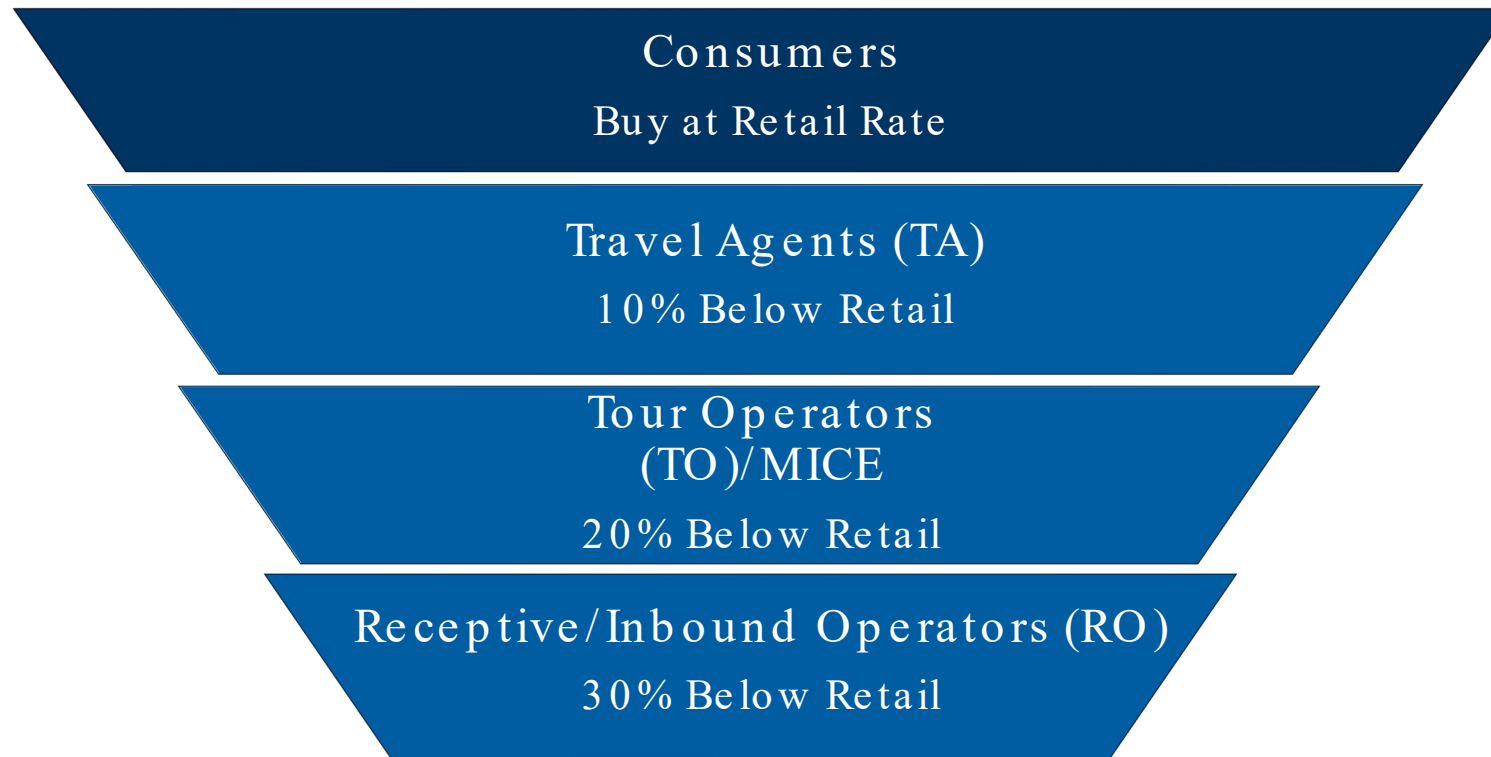 Consumers
Buy at Retail Rate
Travel Agents (TA)
10% Below Retail
Tour Operators
(TO)/MICE
20% Below Retail
Receptive/Inbound Operators (RO)
30% Below Retail